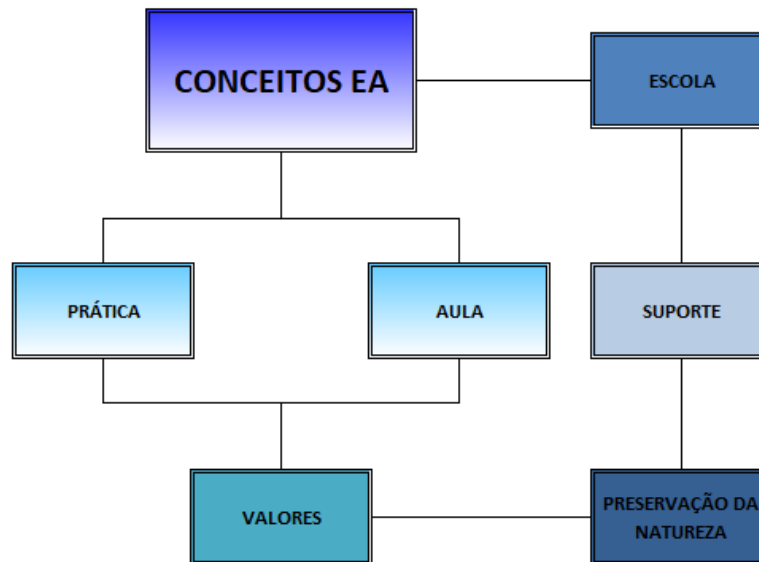 CONCEITOS EA
ESCOLA
PRÁTICA
AULA
SUPORTE
VALORES
PRESERVAÇÃO DA
NATUREZA